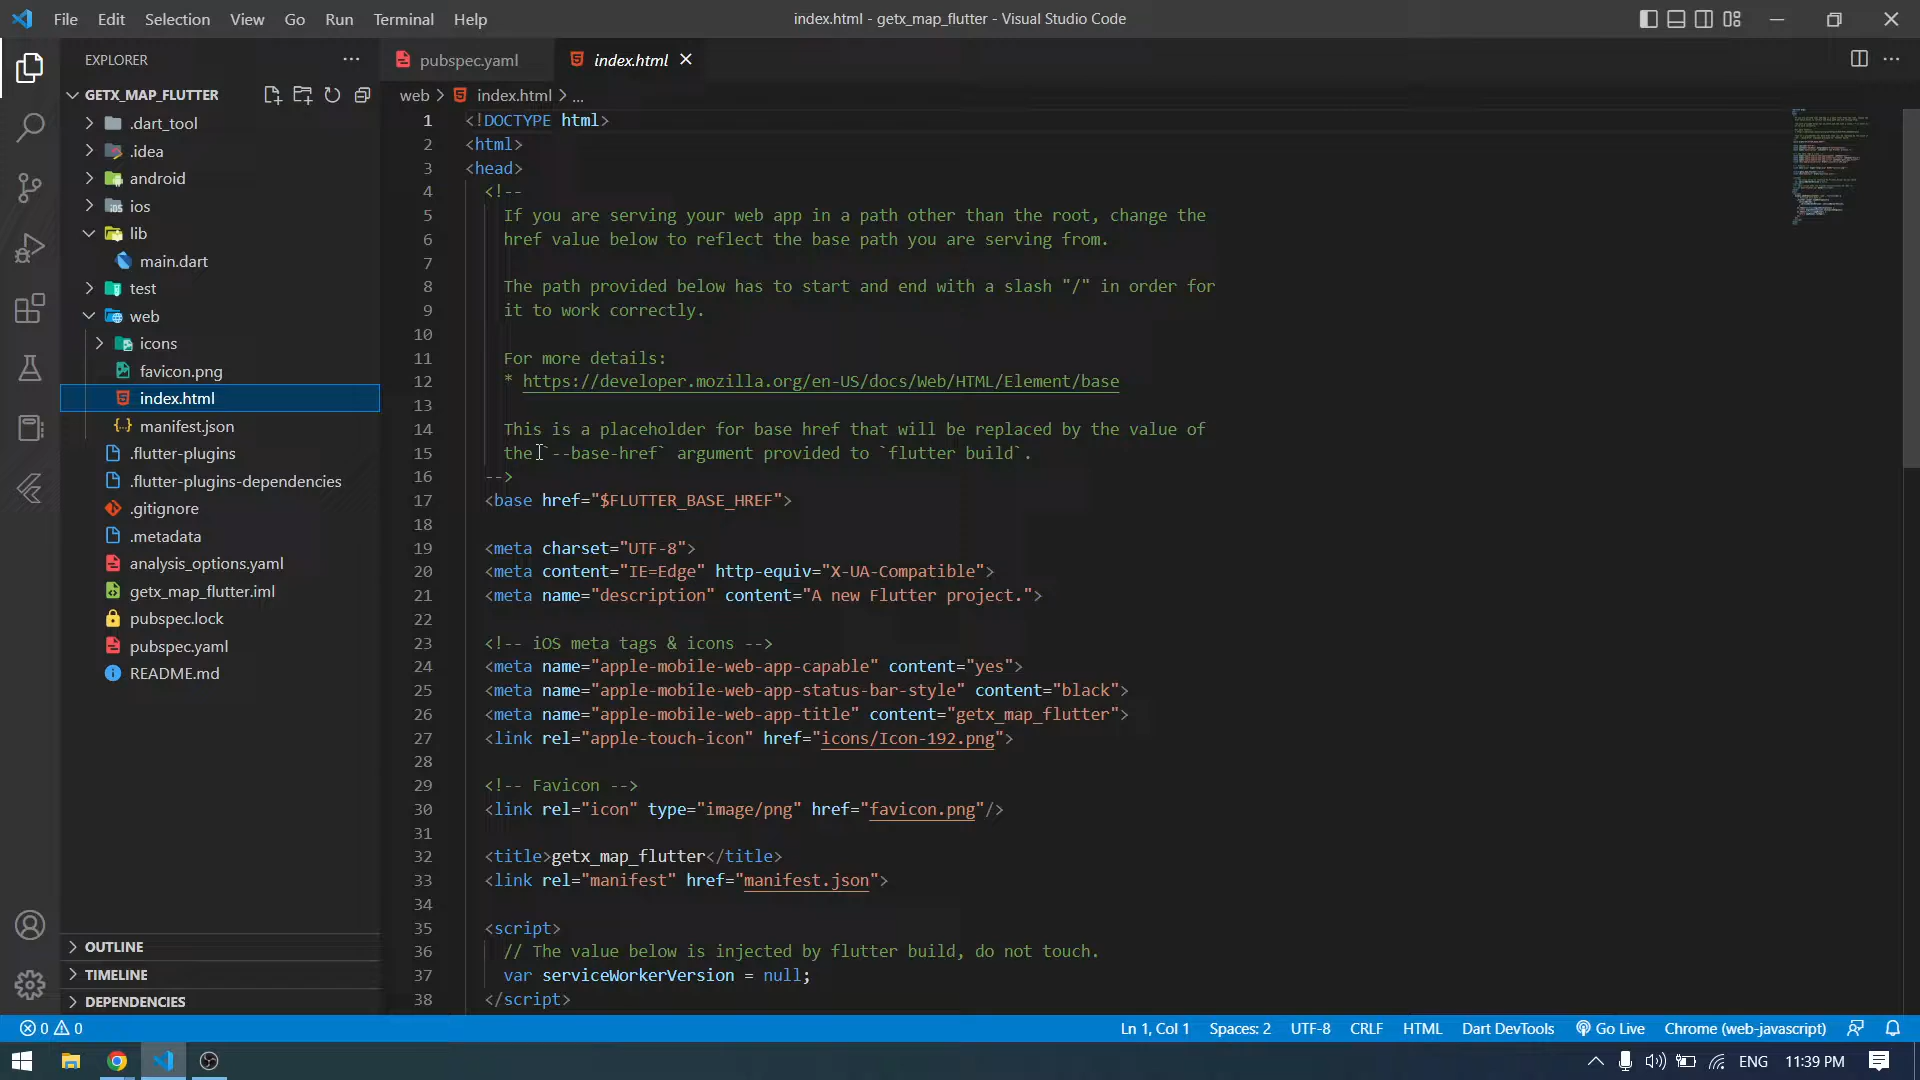 File Edit Selection View Go Run Terminal Help
index.html - getx_map_flutter - Visual Studio Code
EXPLORER
GETX_MAP_FLUTTER
.dart_tool
.idea
android
ios
lib
main.dart
test
web
icons
favicon.png
index.html
manifest.json
.flutter-plugins
.flutter-plugins-dependencies
.gitignore
.metadata
analysis_options.yaml
getx_map_flutter.iml
pubspec.lock
pubspec.yaml
README.md
OUTLINE
TIMELINE
DEPENDENCIES
pubspec.yaml
index.html
web > index.html > ...
1 <!DOCTYPE html>
2 <html>
3 <head>
4 <!--
5 If you are serving your web app in a path other than the root, change the
6 href value below to reflect the base path you are serving from.
7
8 The path provided below has to start and end with a slash "/" in order for
9 it to work correctly.
10
11 For more details:
12 * https://developer.mozilla.org/en-US/docs/Web/HTML/Element/base
13
14 This is a placeholder for base href that will be replaced by the value of
15 the `--base-href` argument provided to `flutter build`.
16 -->
17 <base href="$FLUTTER_BASE_HREF">
18
19 <meta charset="UTF-8">
20 <meta content="IE=Edge" http-equiv="X-UA-Compatible">
21 <meta name="description" content="A new Flutter project.">
22
23 <!-- iOS meta tags & icons -->
24 <meta name="apple-mobile-web-app-capable" content="yes">
25 <meta name="apple-mobile-web-app-status-bar-style" content="black">
26 <meta name="apple-mobile-web-app-title" content="getx_map_flutter">
27 <link rel="apple-touch-icon" href="icons/Icon-192.png">
28
29 <!-- Favicon -->
30 <link rel="icon" type="image/png" href="favicon.png"/>
31
32 <title>getx_map_flutter</title>
33 <link rel="manifest" href="manifest.json">
34
35 <script>
36 // The value below is injected by flutter build, do not touch.
37 var serviceWorkerVersion = null;
38 </script>
0 0
Ln 1, Col 1 Spaces: 2 UTF-8 CRLF HTML Dart DevTools Go Live Chrome (web-javascript)
ENG 11:39 PM